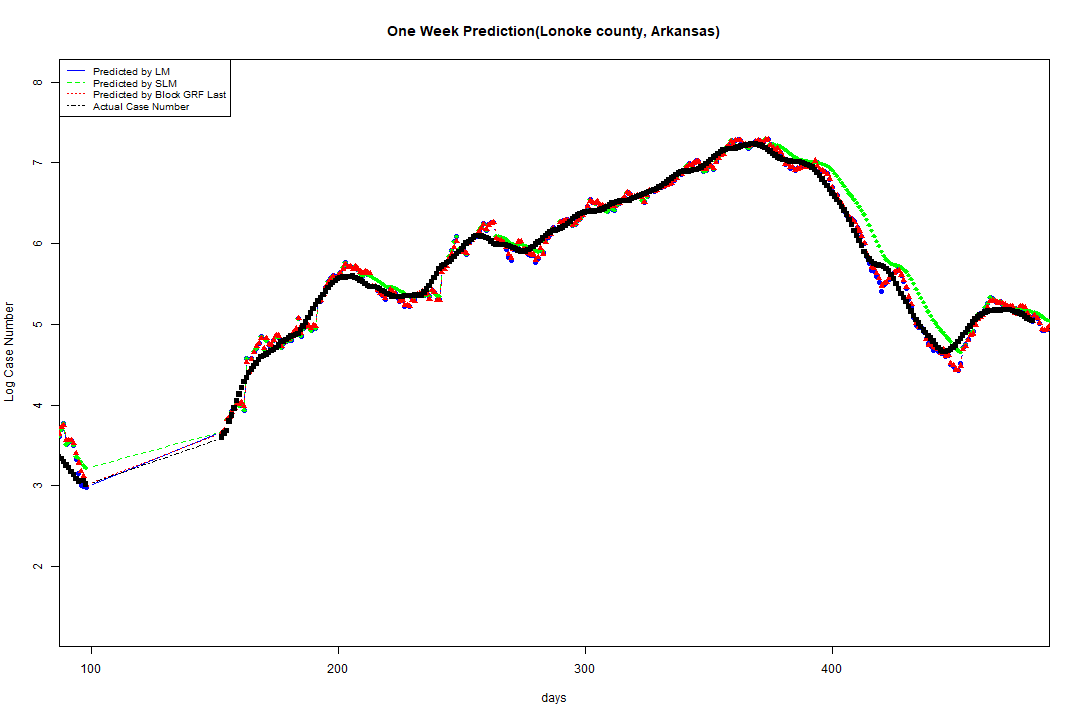 One Week Prediction(Lonoke county, Arkansas)
Predicted by LM
Predicted by SLM
Predicted by Block GRF Last
Actual Case Number
8
7
6
5
4
3
2
Log Case Number
100 200 300 400
days